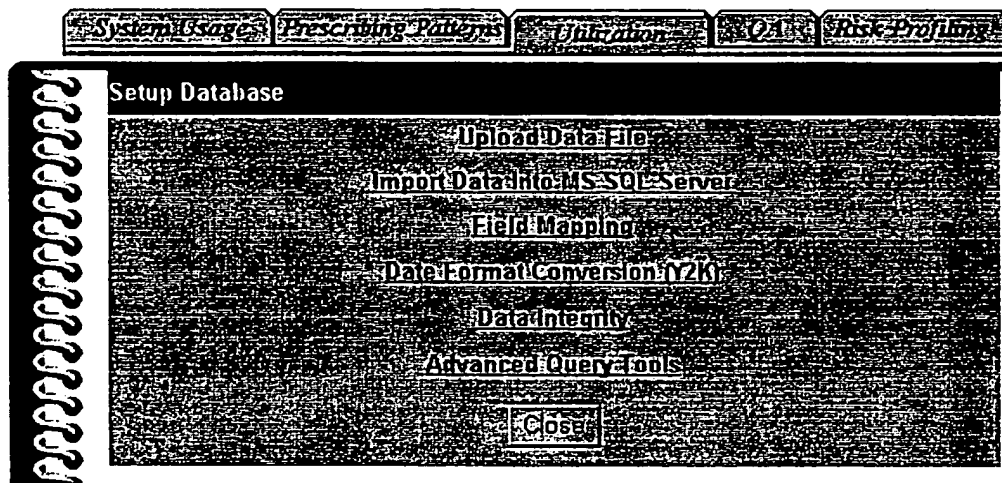 System Usage Prescribing Patterns Utilization QA Risk Profiling
Setup Database
Upload Data File
Import Data Into MS SQL Server
Field Mapping
Date Format Conversion (Y2K)
Data Integrity
Advanced Query Tools
Close